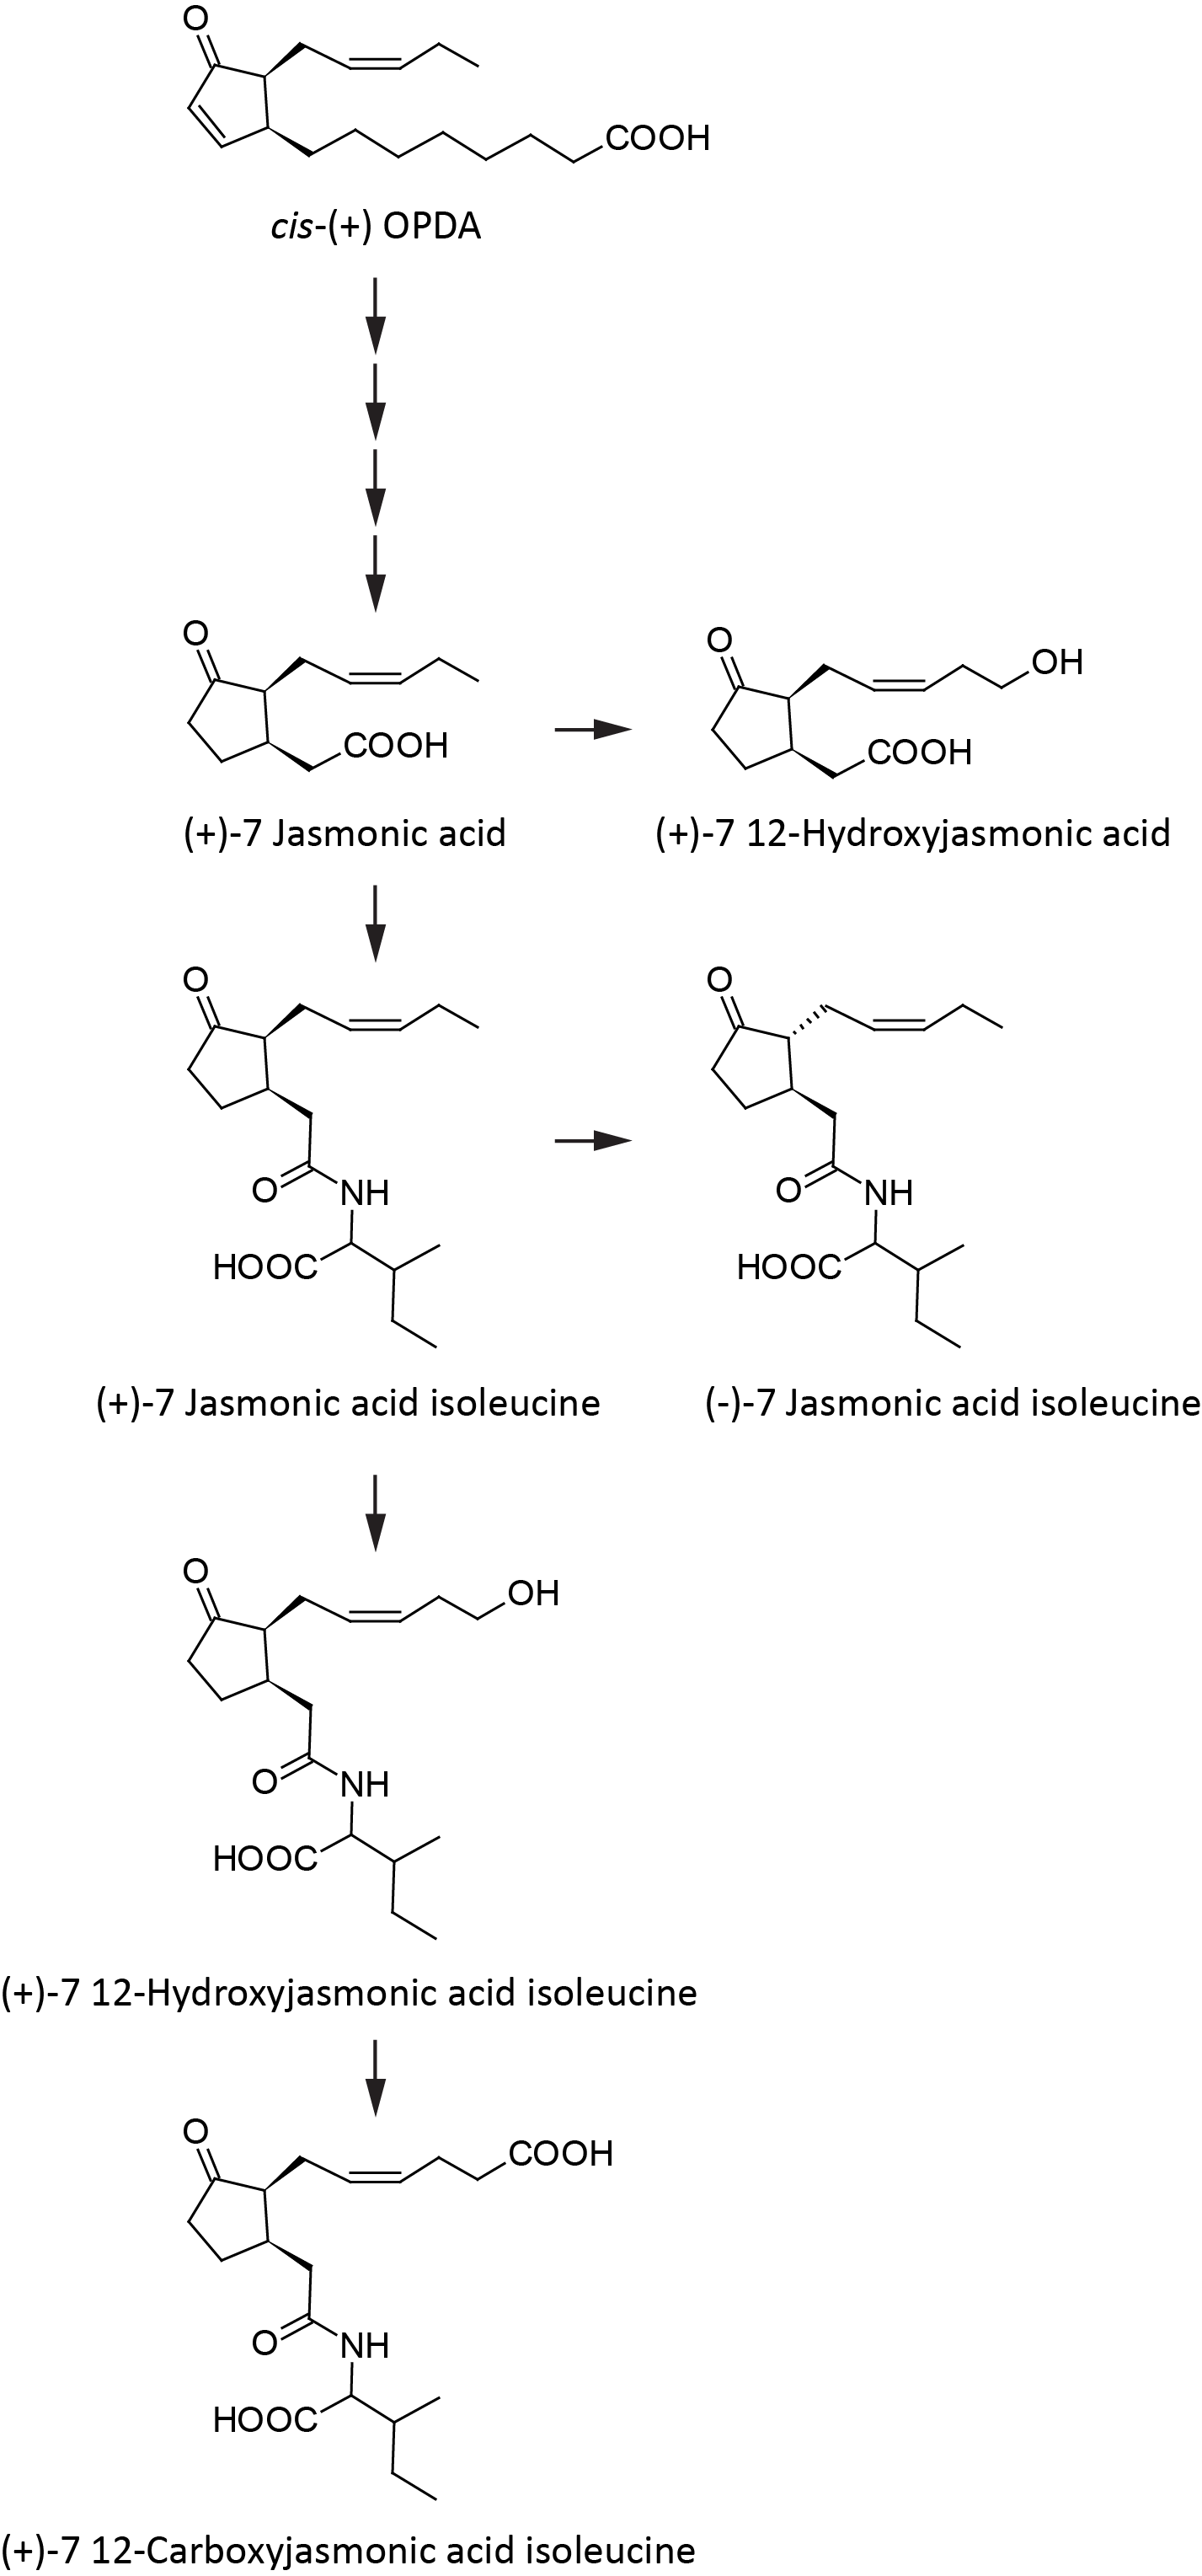 O
COOH
cis-(+) OPDA
O
COOH
(+)-7 Jasmonic acid
O
OH
COOH
(+)-7 12-Hydroxyjasmonic acid
O
O
NH
HOOC
(+)-7 Jasmonic acid isoleucine
O
O
NH
HOOC
(-)-7 Jasmonic acid isoleucine
O
OH
O
NH
HOOC
(+)-7 12-Hydroxyjasmonic acid isoleucine
O
COOH
O
NH
HOOC
(+)-7 12-Carboxyjasmonic acid isoleucine